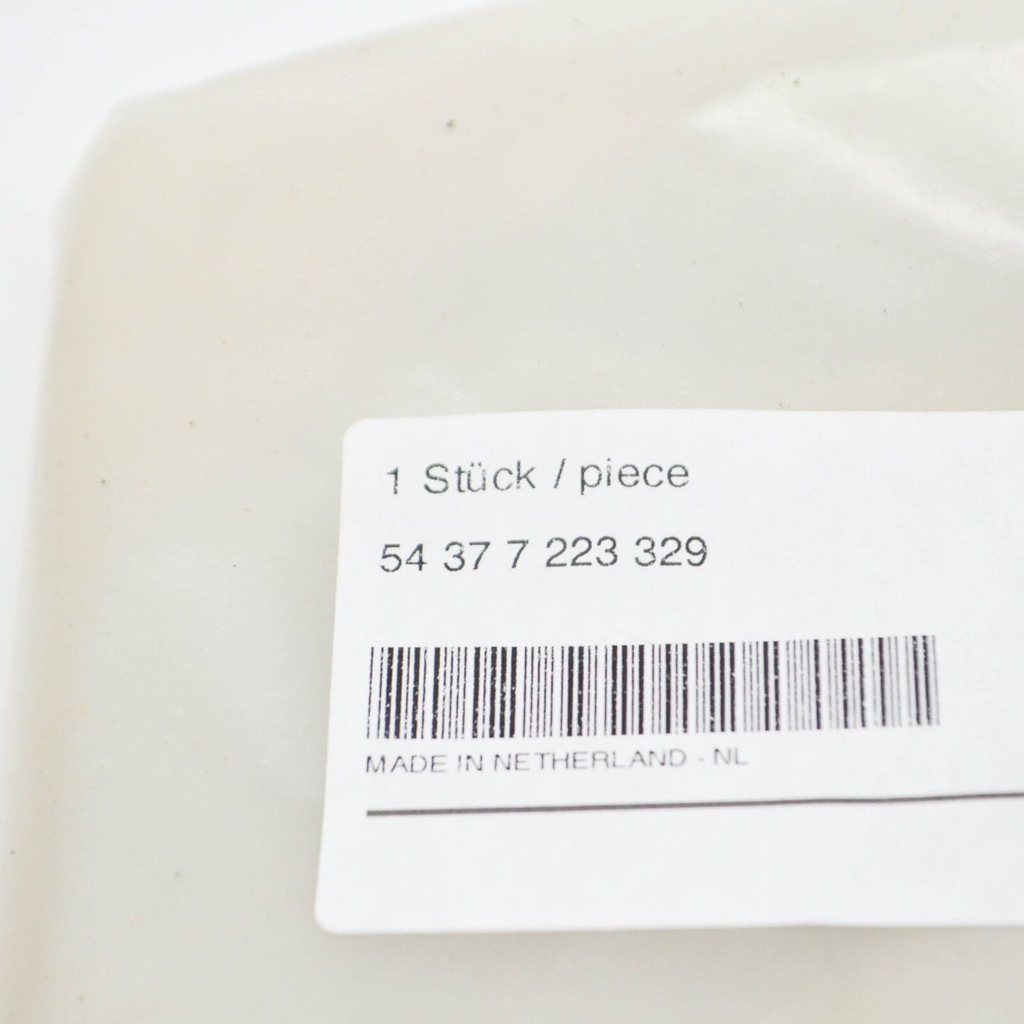 1 Stück / piece
54 37 7 223 329
MADE IN NETHERLAND - NL